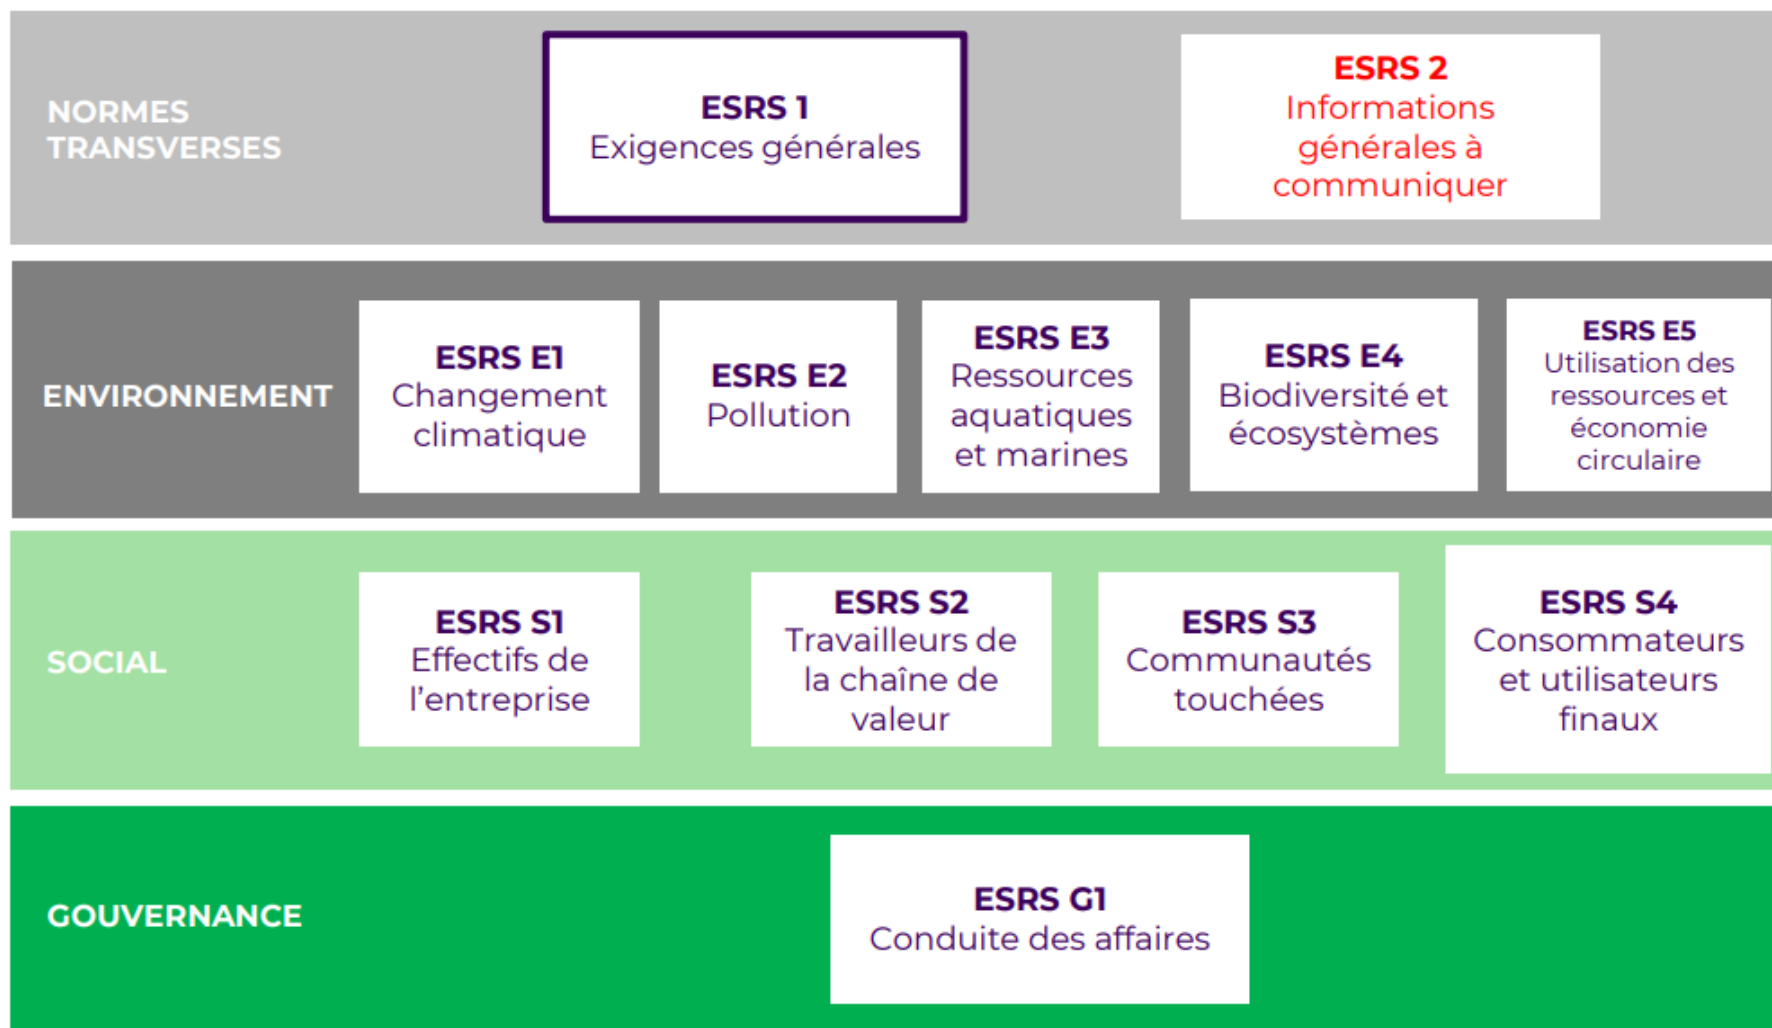 NORMES
TRANSVERSES
ESRS 1
Exigences générales
ESRS 2
Informations
générales à
communiquer
ENVIRONNEMENT
ESRS E1
Changement
climatique
ESRS E2
Pollution
ESRS E3
Ressources
aquatiques
et marines
ESRS E4
Biodiversité et
écosystèmes
ESRS E5
Utilisation des
ressources et
économie
circulaire
SOCIAL
ESRS S1
Effectifs de
l'entreprise
ESRS S2
Travailleurs de
la chaîne de
valeur
ESRS S3
Communautés
touchées
ESRS S4
Consommateurs
et utilisateurs
finaux
GOUVERNANCE
ESRS G1
Conduite des affaires